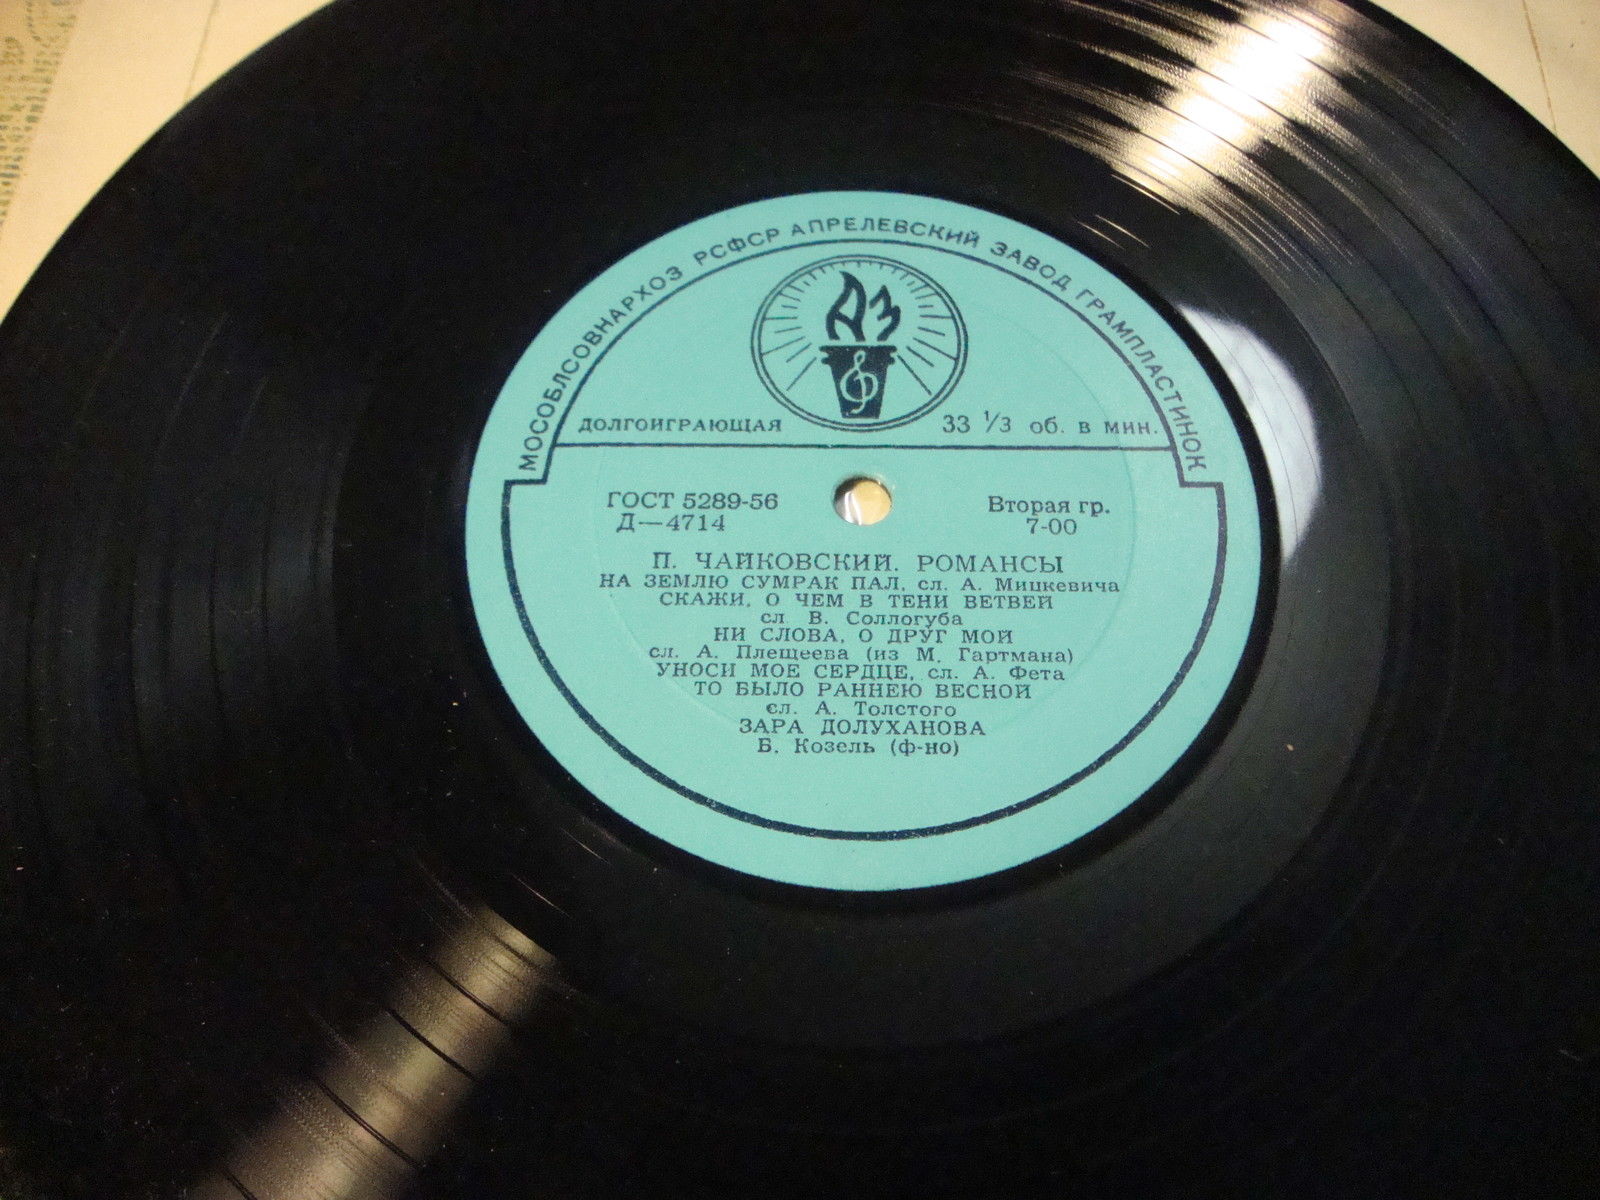 МОСОБЛСОВНАРХОЗ РСФСР АПРЕЛЕВСКИЙ ЗАВОД ГРАМПЛАСТИНОК
АЗ
ДОЛГОИГРАЮЩАЯ 33 1/3 об. в мин.
ГОСТ 5289-56 Вторая гр.
Д—4714 7-00
П. ЧАЙКОВСКИЙ. РОМАНСЫ
НА ЗЕМЛЮ СУМРАК ПАЛ, сл. А. Мицкевича
СКАЖИ, О ЧЕМ В ТЕНИ ВЕТВЕЙ
сл. В. Соллогуба
НИ СЛОВА, О ДРУГ МОЙ
сл. А. Плещеева (из М. Гартмана)
УНОСИ МОЕ СЕРДЦЕ, сл. А. Фета
ТО БЫЛО РАННЕЮ ВЕСНОЙ
сл. А. Толстого
ЗАРА ДОЛУХАНОВА
Б. Козель (ф-но)